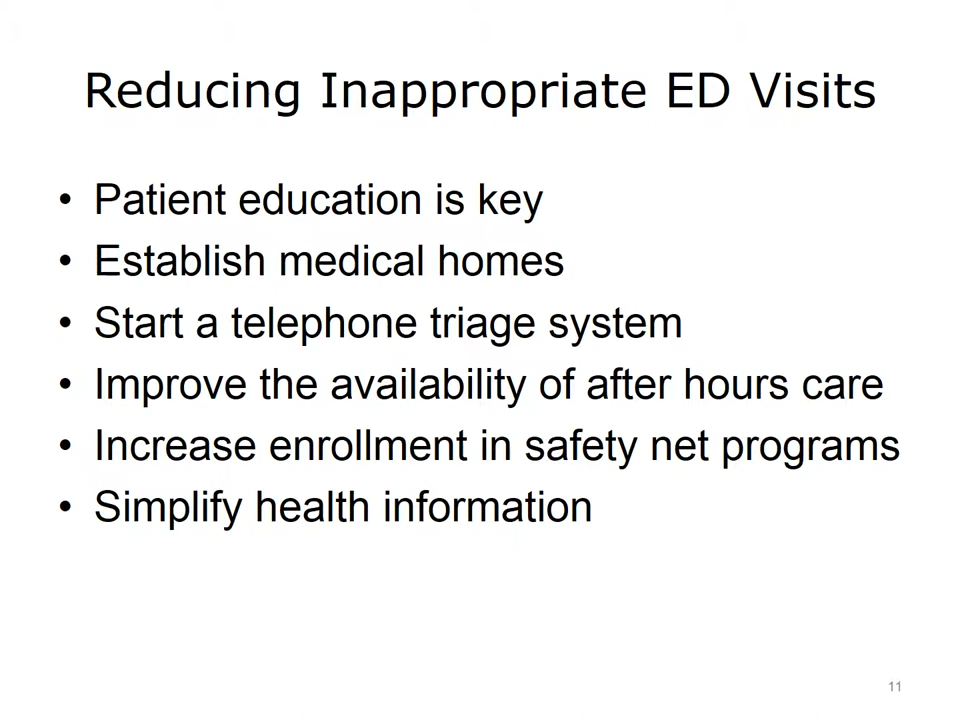 Reducing Inappropriate ED Visits
• Patient education is key
• Establish medical homes
• Start a telephone triage system
• Improve the availability of after hours care
• Increase enrollment in safety net programs
• Simplify health information
11